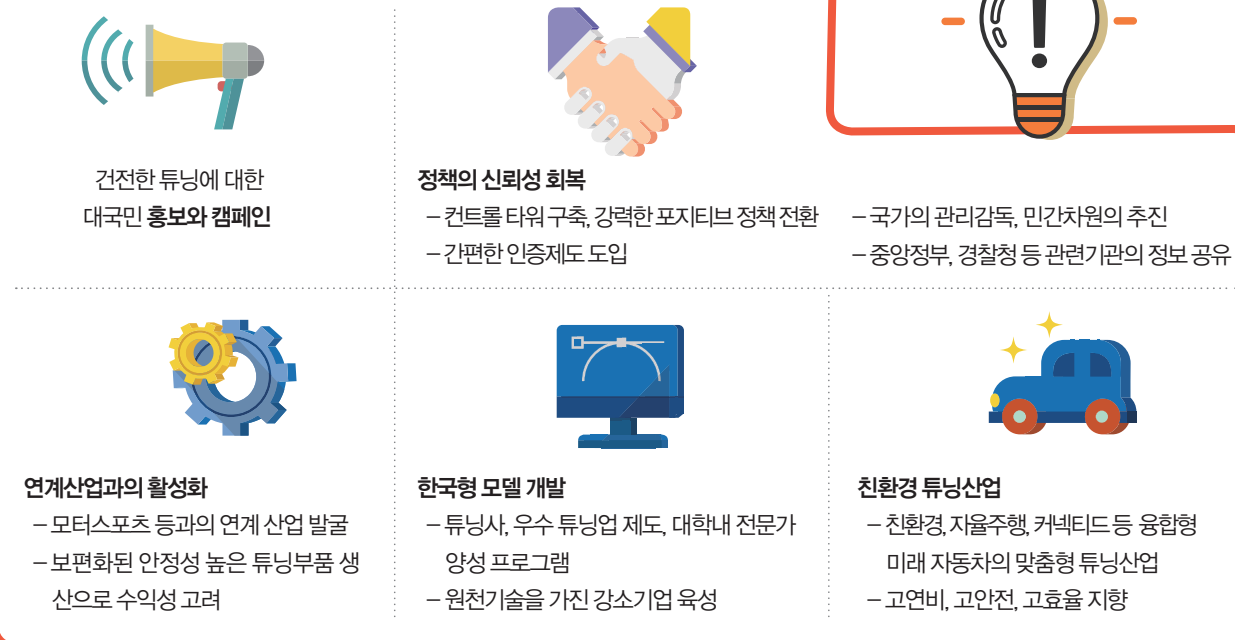 건전한 튜닝에 대한
대국민 홍보와 캠페인
정책의 신뢰성 회복
– 컨트롤 타워 구축, 강력한 포지티브 정책 전환
– 간편한 인증제도 도입
– 국가의 관리감독, 민간차원의 추진
– 중앙정부, 경찰청 등 관련기관의 정보 공유
연계산업과의 활성화
– 모터스포츠 등과의 연계 산업 발굴
– 보편화된 안정성 높은 튜닝부품 생
산으로 수익성 고려
한국형 모델 개발
– 튜닝사, 우수 튜닝업 제도, 대학내 전문가
양성 프로그램
– 원천기술을 가진 강소기업 육성
친환경 튜닝산업
– 친환경, 자율주행, 커넥티드 등 융합형
미래 자동차의 맞춤형 튜닝산업
– 고연비, 고안전, 고효율 지향